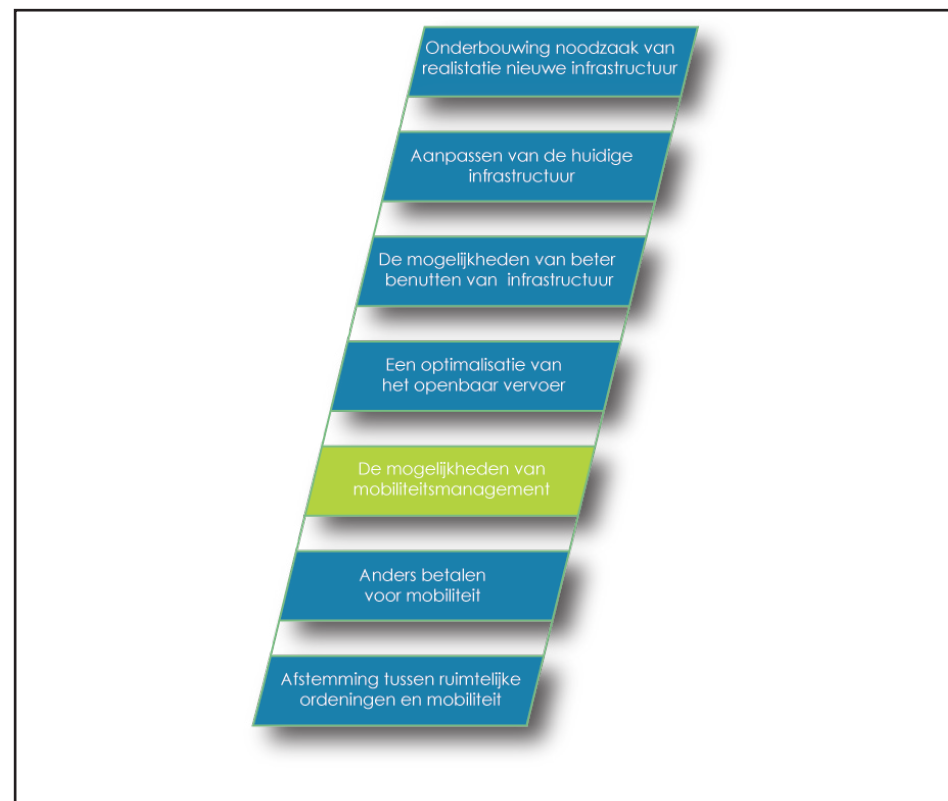 Onderbouwing noodzaak van
realistatie nieuwe infrastructuur
Aanpassen van de huidige
infrastructuur
De mogelijkheden van beter
benutten van infrastructuur
Een optimalisatie van
het openbaar vervoer
De mogelijkheden van
mobiliteitsmanagement
Anders betalen
voor mobiliteit
Afstemming tussen ruimtelijke
ordeningen en mobiliteit